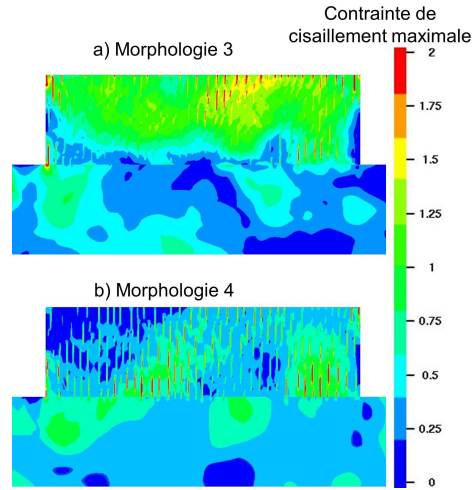 Contrainte de
cisaillement maximale
a) Morphologie 3
2
1.75
1.5
1.25
1
0.75
0.5
0.25
0
b) Morphologie 4